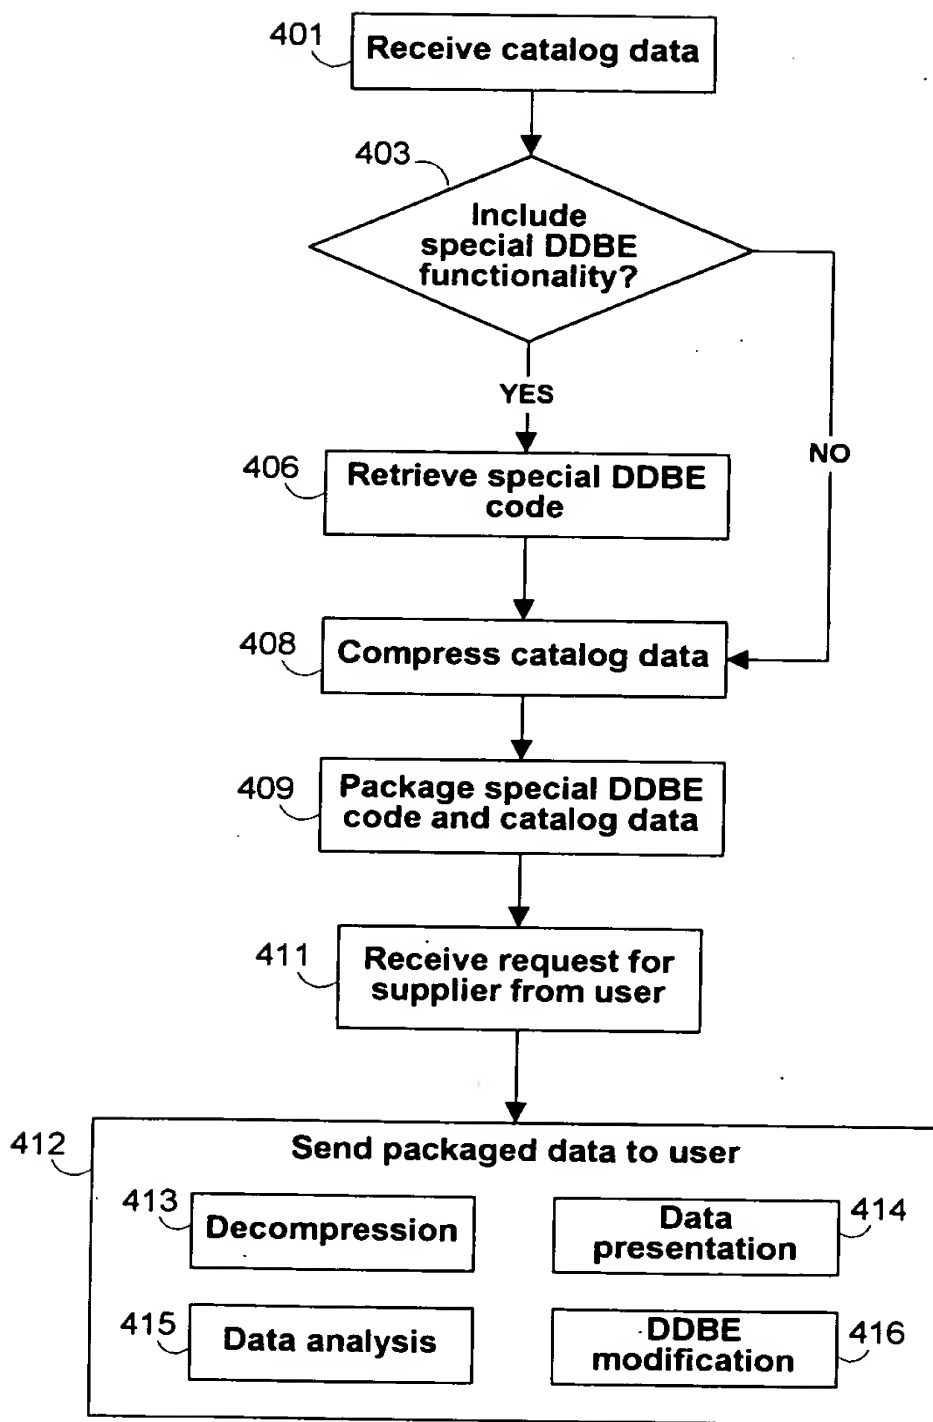 401
Receive catalog data
403
Include
special DDBE
functionality?
YES
NO
406
Retrieve special DDBE
code
408
Compress catalog data
409
Package special DDBE
code and catalog data
411
Receive request for
supplier from user
412
Send packaged data to user
413
Decompression
Data
presentation
414
415
Data analysis
DDBE
modification
416